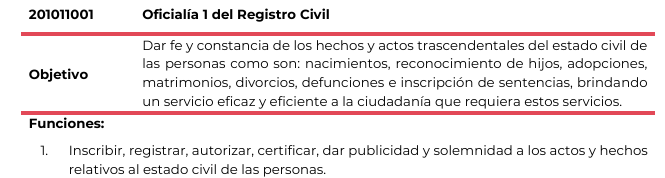 201011001 Oficialía 1 del Registro Civil
Dar fe y constancia de los hechos y actos trascendentales del estado civil de
las personas como son: nacimientos, reconocimiento de hijos, adopciones,
Objetivo
matrimonios, divorcios, defunciones e inscripción de sentencias, brindando
un servicio eficaz y eficiente a la ciudadanía que requiera estos servicios.
Funciones:
1. Inscribir, registrar, autorizar, certificar, dar publicidad y solemnidad a los actos y hechos
relativos al estado civil de las personas.